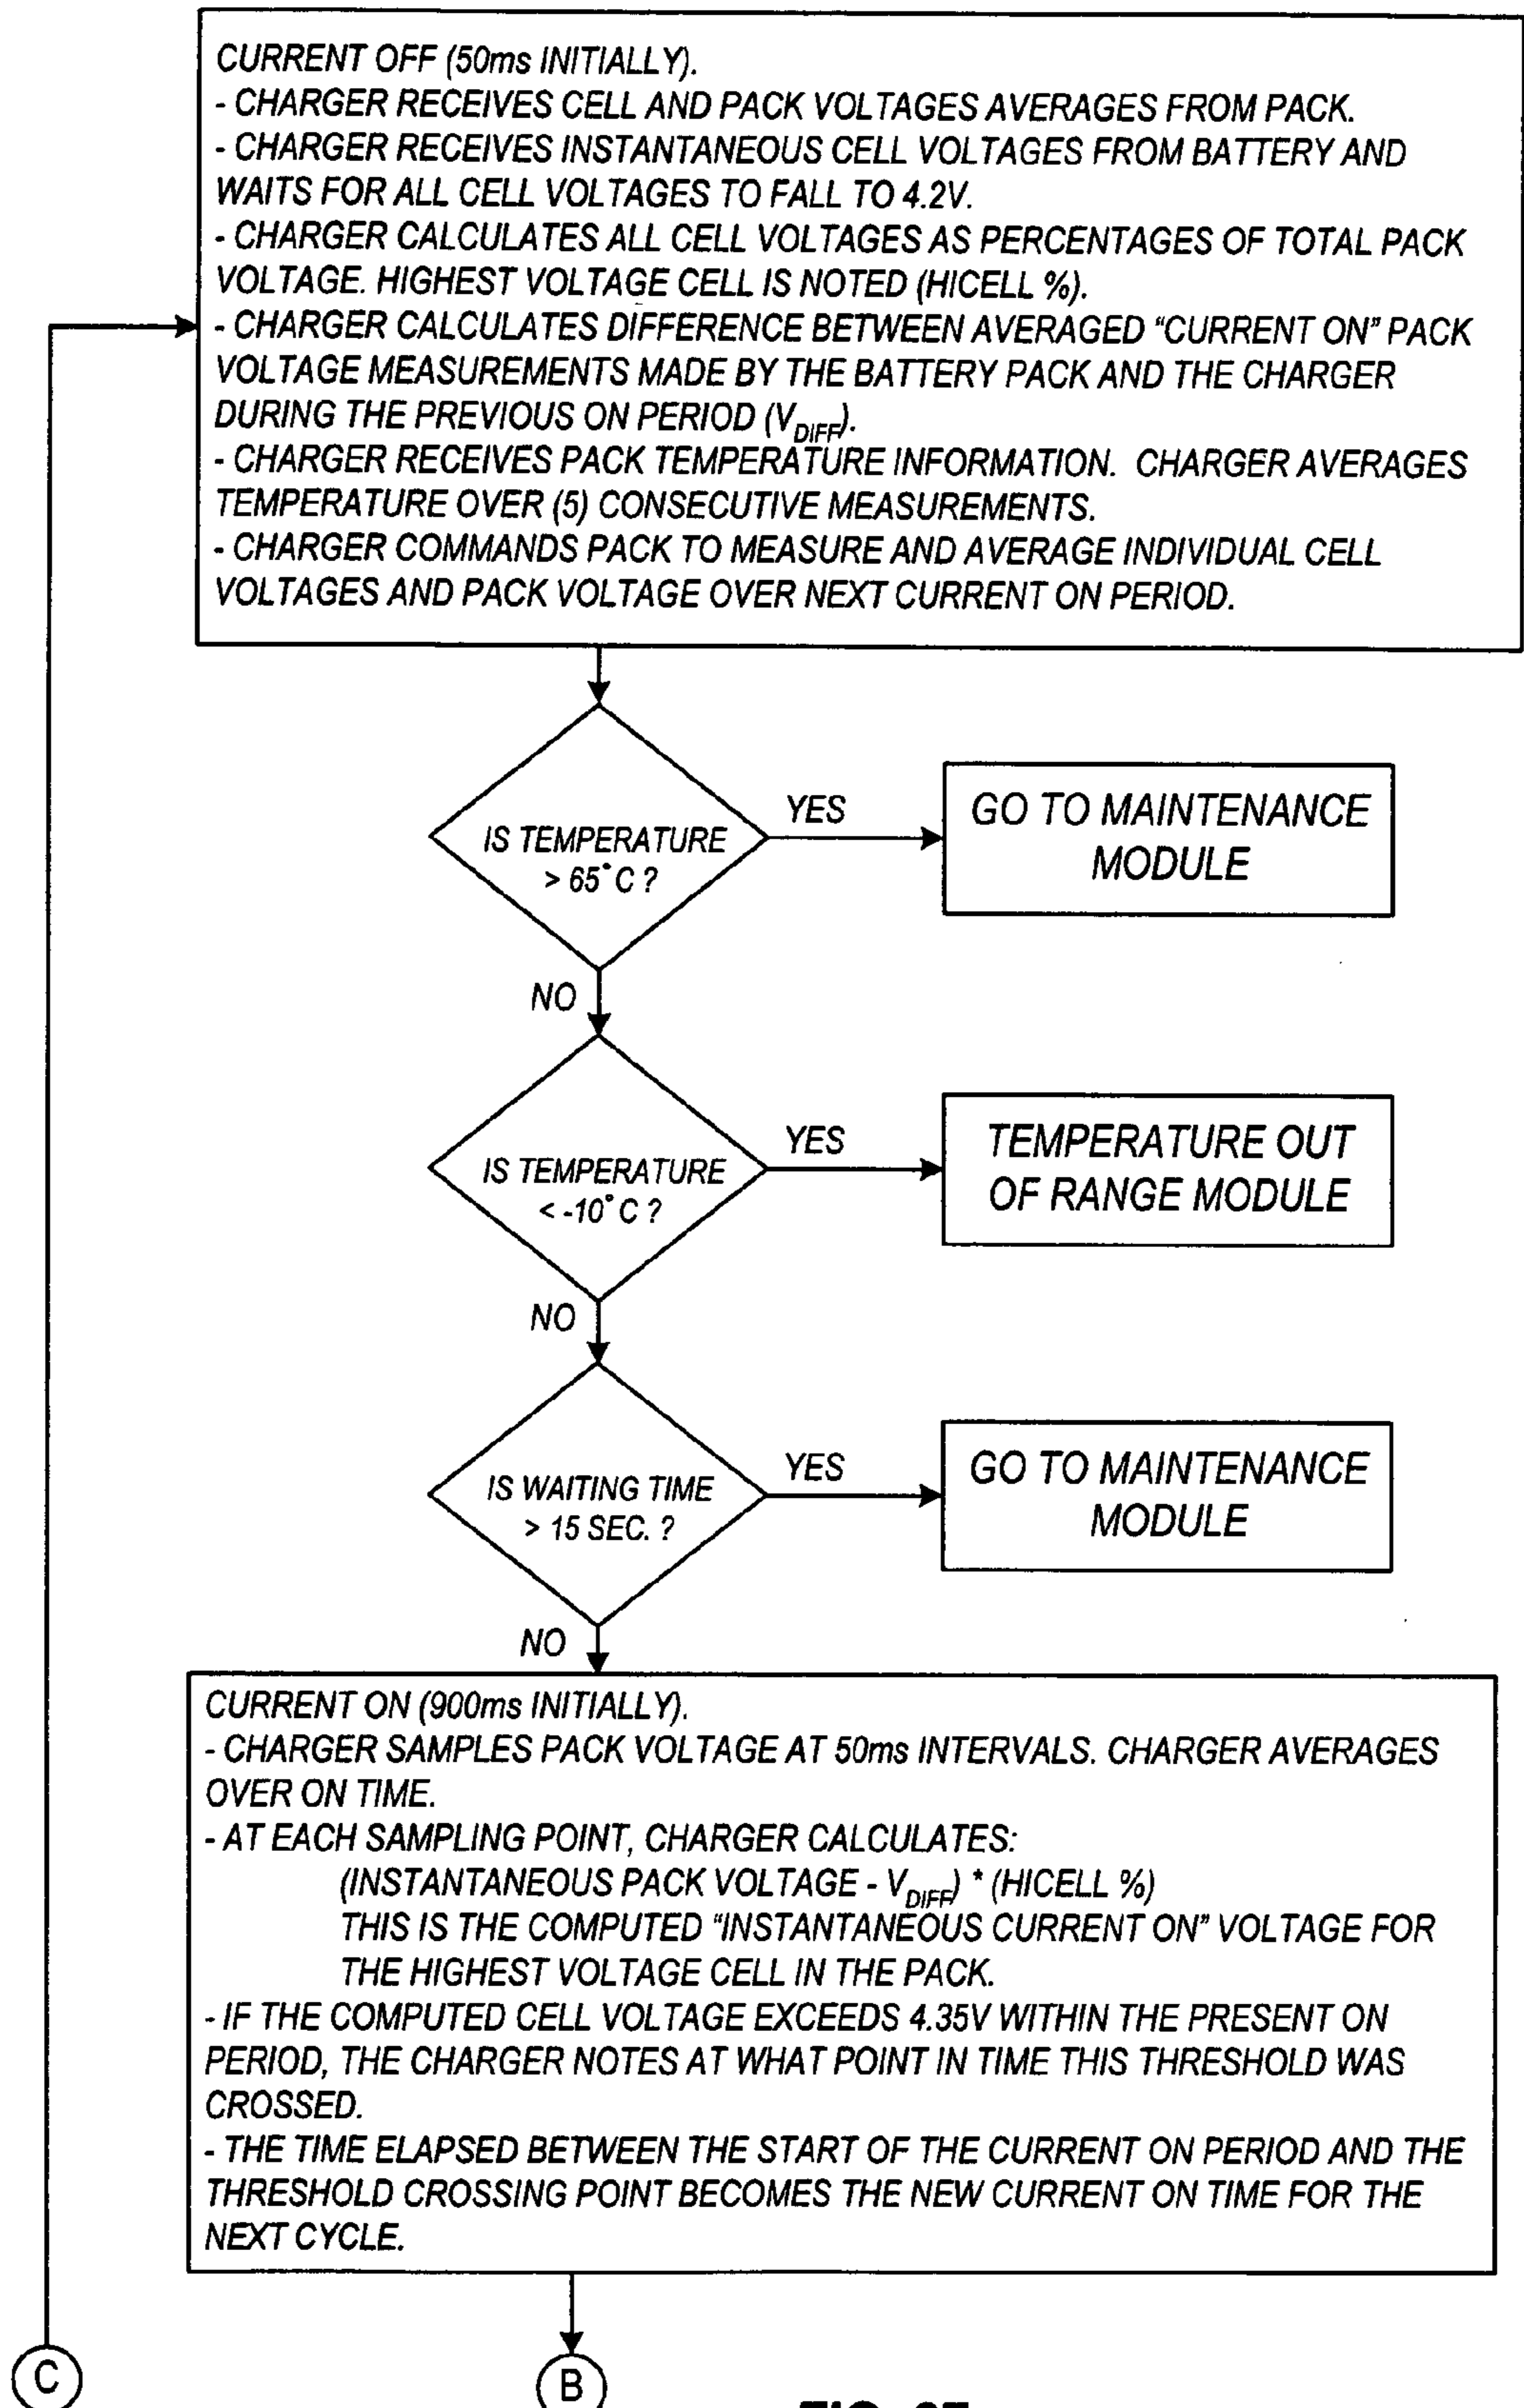 CURRENT OFF (50ms INITIALLY).
- CHARGER RECEIVES CELL AND PACK VOLTAGES AVERAGES FROM PACK.
- CHARGER RECEIVES INSTANTANEOUS CELL VOLTAGES FROM BATTERY AND
WAITS FOR ALL CELL VOLTAGES TO FALL TO 4.2V.
- CHARGER CALCULATES ALL CELL VOLTAGES AS PERCENTAGES OF TOTAL PACK
VOLTAGE. HIGHEST VOLTAGE CELL IS NOTED (HICELL %).
- CHARGER CALCULATES DIFFERENCE BETWEEN AVERAGED "CURRENT ON" PACK
VOLTAGE MEASUREMENTS MADE BY THE BATTERY PACK AND THE CHARGER
DURING THE PREVIOUS ON PERIOD (VDIFF).
- CHARGER RECEIVES PACK TEMPERATURE INFORMATION. CHARGER AVERAGES
TEMPERATURE OVER (5) CONSECUTIVE MEASUREMENTS.
- CHARGER COMMANDS PACK TO MEASURE AND AVERAGE INDIVIDUAL CELL
VOLTAGES AND PACK VOLTAGE OVER NEXT CURRENT ON PERIOD.
IS TEMPERATURE
> 65°C ?
YES
GO TO MAINTENANCE
MODULE
NO
IS TEMPERATURE
< -10°C ?
YES
TEMPERATURE OUT
OF RANGE MODULE
NO
IS WAITING TIME
> 15 SEC. ?
YES
GO TO MAINTENANCE
MODULE
NO
CURRENT ON (900ms INITIALLY).
- CHARGER SAMPLES PACK VOLTAGE AT 50ms INTERVALS. CHARGER AVERAGES
OVER ON TIME.
- AT EACH SAMPLING POINT, CHARGER CALCULATES:
(INSTANTANEOUS PACK VOLTAGE - VDIFF) * (HICELL %)
THIS IS THE COMPUTED "INSTANTANEOUS CURRENT ON" VOLTAGE FOR
THE HIGHEST VOLTAGE CELL IN THE PACK.
- IF THE COMPUTED CELL VOLTAGE EXCEEDS 4.35V WITHIN THE PRESENT ON
PERIOD, THE CHARGER NOTES AT WHAT POINT IN TIME THIS THRESHOLD WAS
CROSSED.
- THE TIME ELAPSED BETWEEN THE START OF THE CURRENT ON PERIOD AND THE
THRESHOLD CROSSING POINT BECOMES THE NEW CURRENT ON TIME FOR THE
NEXT CYCLE.
C
B